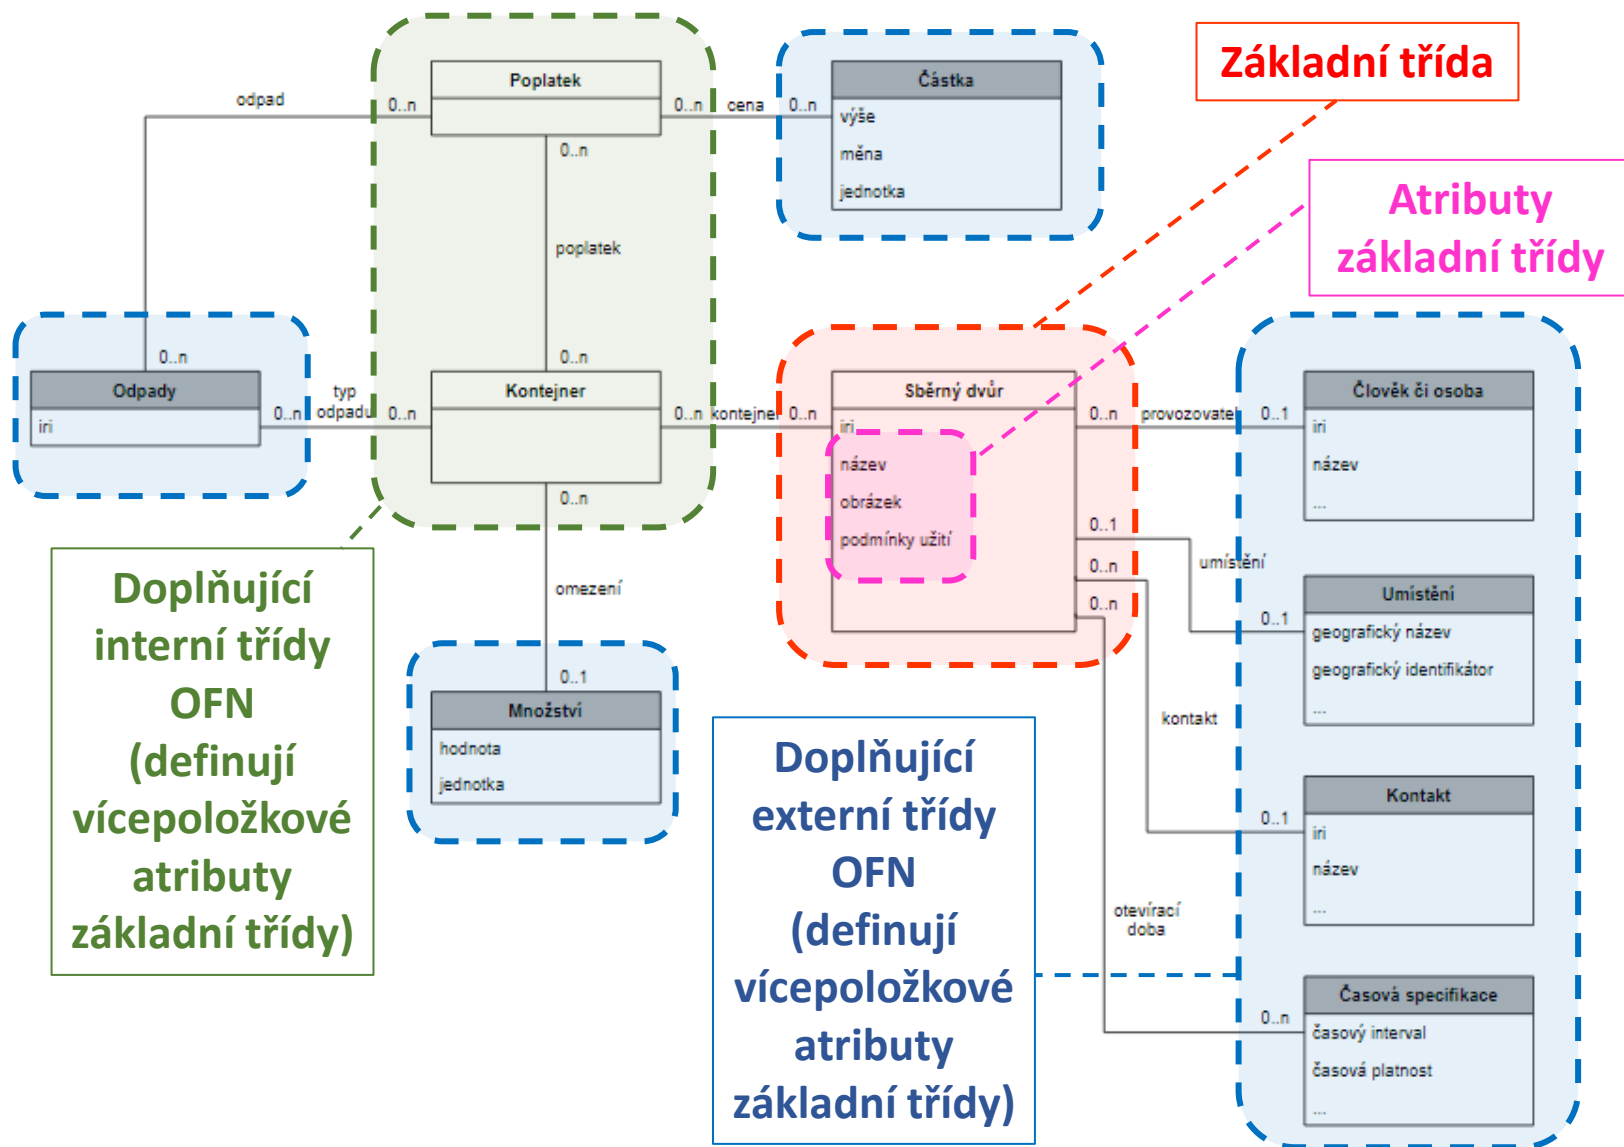 Základní třída
Atributy
základní třídy
Poplatek
0..n
0..n
0..n
odpad
cena
0..n
Částka
výše
měna
jednotka
poplatek
0..n
0..n
Odpady
iri
0..n
typ
odpadu
0..n
Kontejner
0..n
kontejner
0..n
Sběrný dvůr
iri
název
obrázek
podmínky užití
0..n
provozovatel
0..1
Člověk či osoba
iri
název
...
0..1
umístění
0..1
Umístění
geografický název
geografický identifikátor
...
0..n
kontakt
0..1
Kontakt
iri
název
...
0..n
otevírací
doba
0..n
Časová specifikace
časový interval
časová platnost
...
0..n
omezení
0..1
Množství
hodnota
jednotka
Doplňující
interní třídy
OFN
(definují
vícepoložkové
atributy
základní třídy)
Doplňující
externí třídy
OFN
(definují
vícepoložkové
atributy
základní třídy)